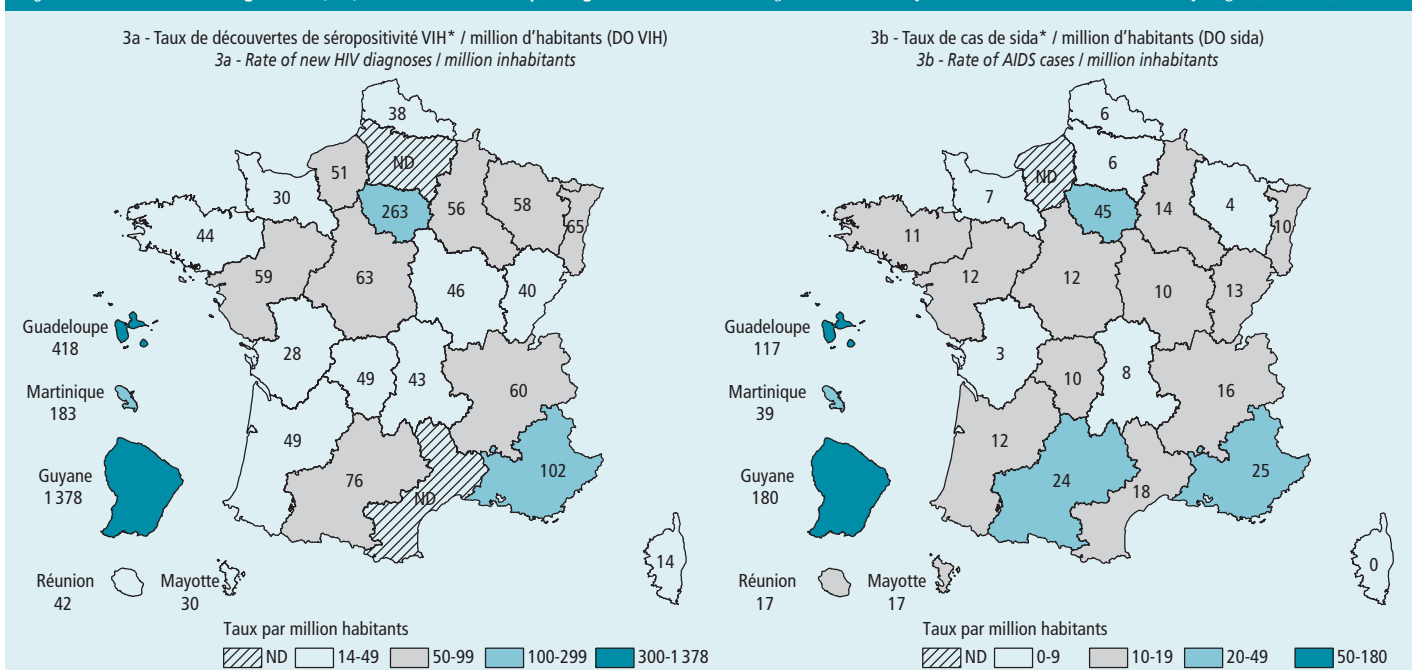 3a - Taux de découvertes de séropositivité VIH* / million d'habitants (DO VIH)
3a - Rate of new HIV diagnoses / million inhabitants
38
ND
51
30
263
56
58
65
44
59
63
46
40
Guadeloupe
418
28
49
43
60
Martinique
183
49
76
ND
102
Guyane
1 378
14
Réunion
42
Mayotte
30
Taux par million habitants
ND 14-49 50-99 100-299 300-1 378
3b - Taux de cas de sida* / million d'habitants (DO sida)
3b - Rate of AIDS cases / million inhabitants
6
6
ND
7
45
14
4
10
11
12
12
10
13
Guadeloupe
117
3
10
8
16
Martinique
39
12
24
18
25
Guyane
180
0
Réunion
17
Mayotte
17
Taux par million habitants
ND 0-9 10-19 20-49 50-180